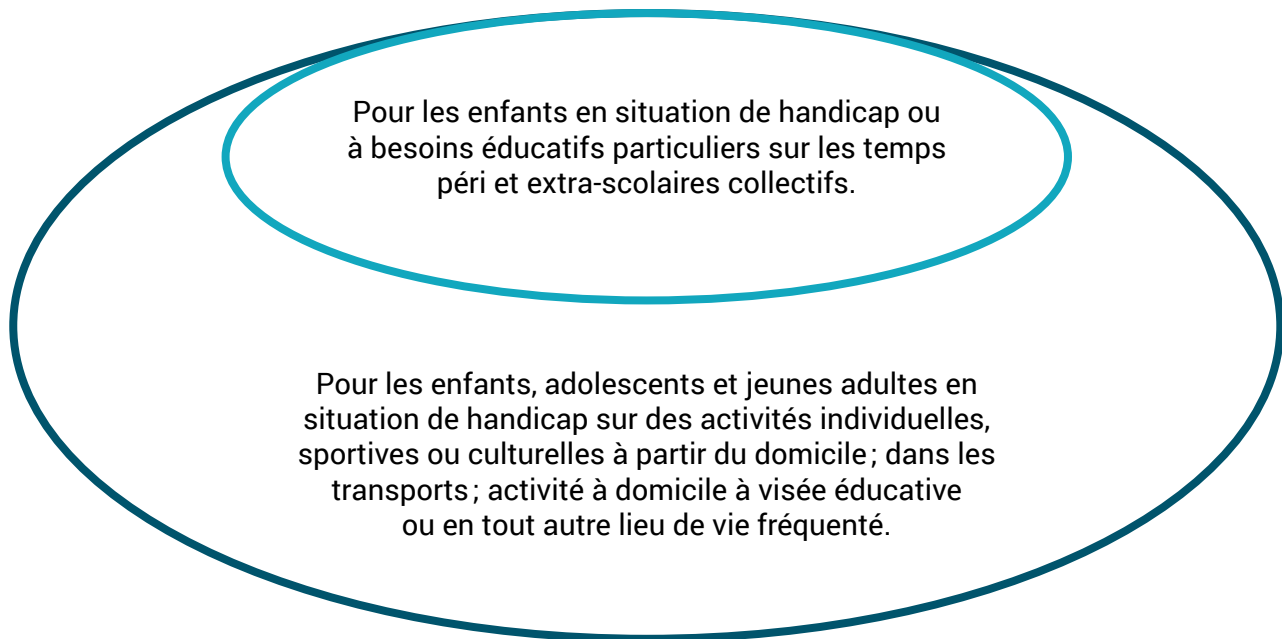 Pour les enfants en situation de handicap ou
à besoins éducatifs particuliers sur les temps
péri et extra-scolaires collectifs.
Pour les enfants, adolescents et jeunes adultes en
situation de handicap sur des activités individuelles,
sportives ou culturelles à partir du domicile ; dans les
transports ; activité à domicile à visée éducative
ou en tout autre lieu de vie fréquenté.